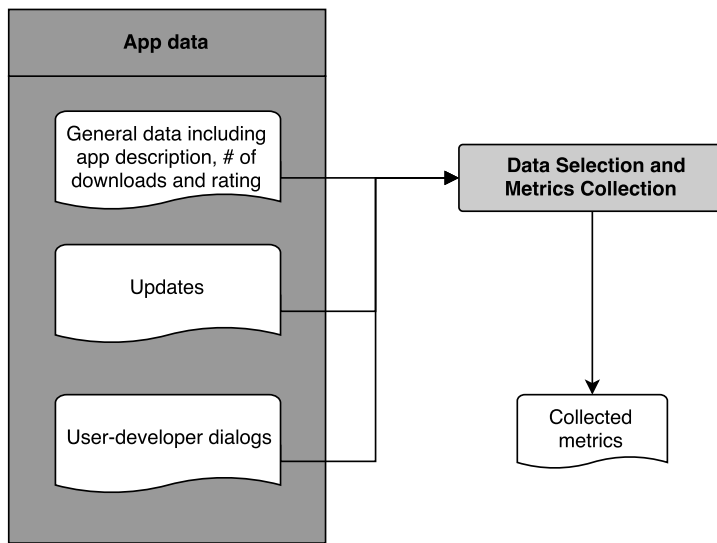 App data
General data including
app description, # of
downloads and rating
Updates
User-developer dialogs
Data Selection and
Metrics Collection
Collected
metrics